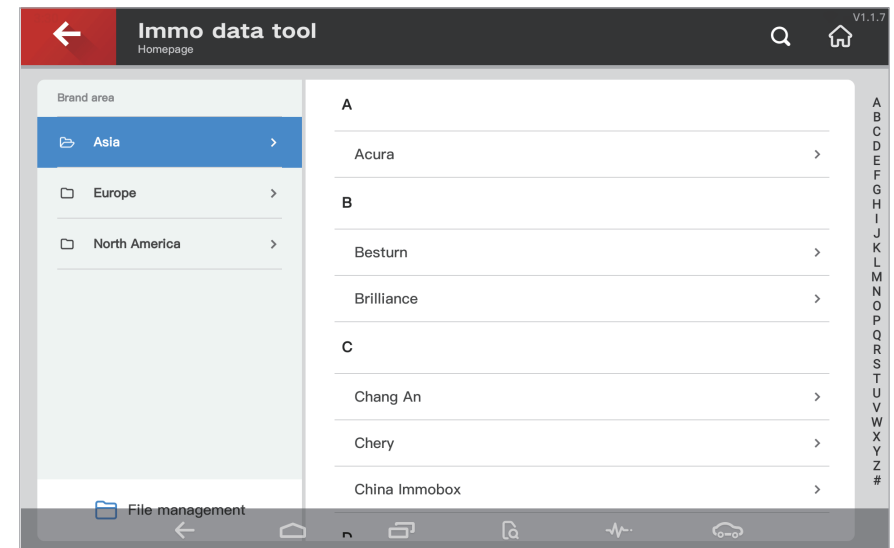 V1.1.7
Immo data tool
Homepage
Brand area
Asia
Europe
North America
File management
A
Acura
B
Besturn
Brilliance
C
Chang An
Chery
China Immobox
A
B
C
D
E
F
G
H
I
J
K
L
M
N
O
P
Q
R
S
T
U
V
W
X
Y
Z
#